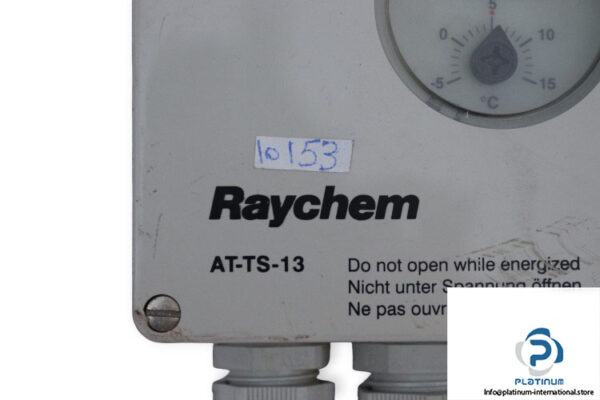 5
0 10
-5 15
°C
10153
Raychem
AT-TS-13
Do not open while energized
Nicht unter Spannung öffnen
Ne pas ouvr
PLATINUM
Info@platinum-international.store